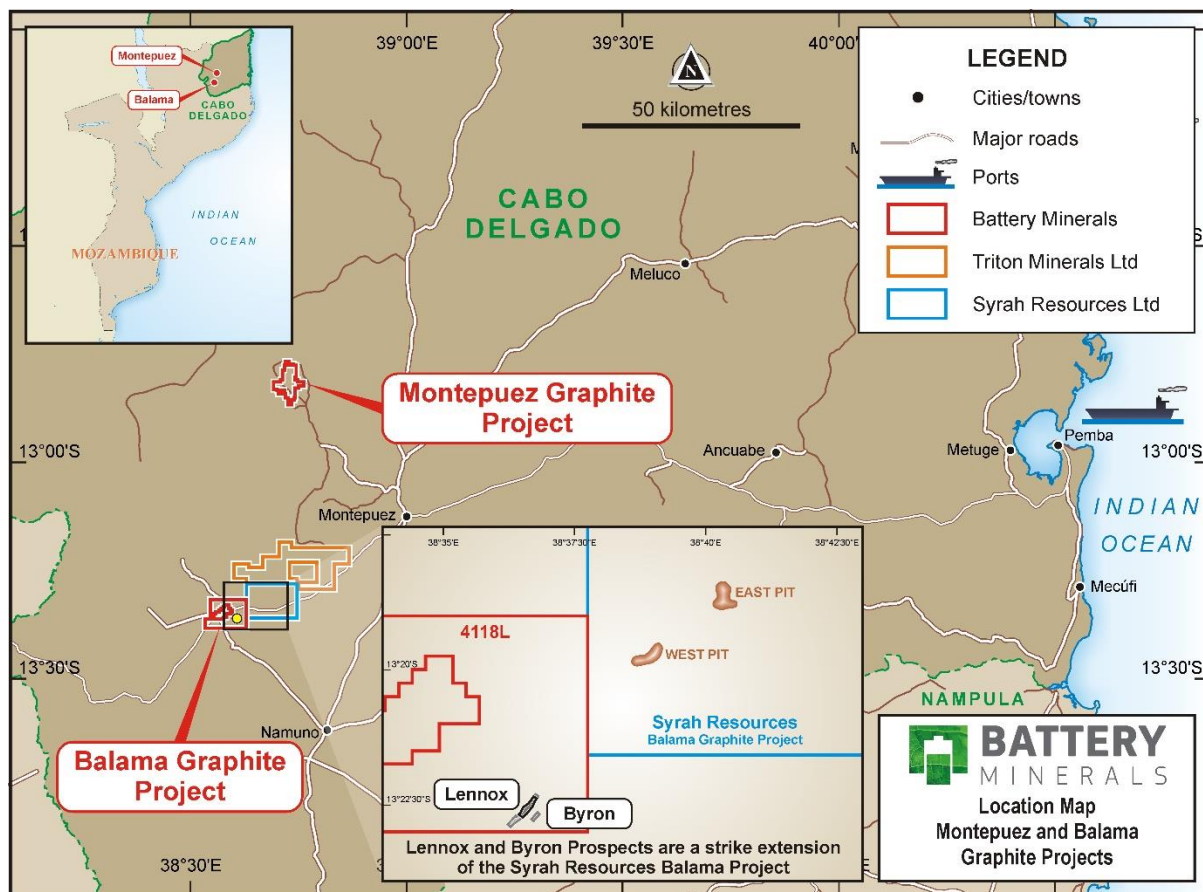 39°00'E
39°30'E
40°00'
Montepuez
Balama
CABO
DELGADO
INDIAN
OCEAN
MOZAMBIQUE
N
50 kilometres
LEGEND
Cities/towns
Major roads
Ports
Battery Minerals
Triton Minerals Ltd
Syrah Resources Ltd
CABO
DELGADO
Meluco
Montepuez Graphite
Project
Ancuabe
Metuge
Pemba
13°00'S
13°00'S
Montepuez
INDIAN
OCEAN
Mecúfi
38°35'E
38°37'30E
38°40'E
38°42'30E
EAST PIT
4118L
WEST PIT
13°20'S
13°30'S
13°30'S
NAMPULA
Syrah Resources
Balama Graphite Project
Namuno
Balama Graphite
Project
13°22'30S
Lennox
Byron
Lennox and Byron Prospects are a strike extension
of the Syrah Resources Balama Project
BATTERY
MINERALS
Location Map
Montepuez and Balama
Graphite Projects
38°30'E